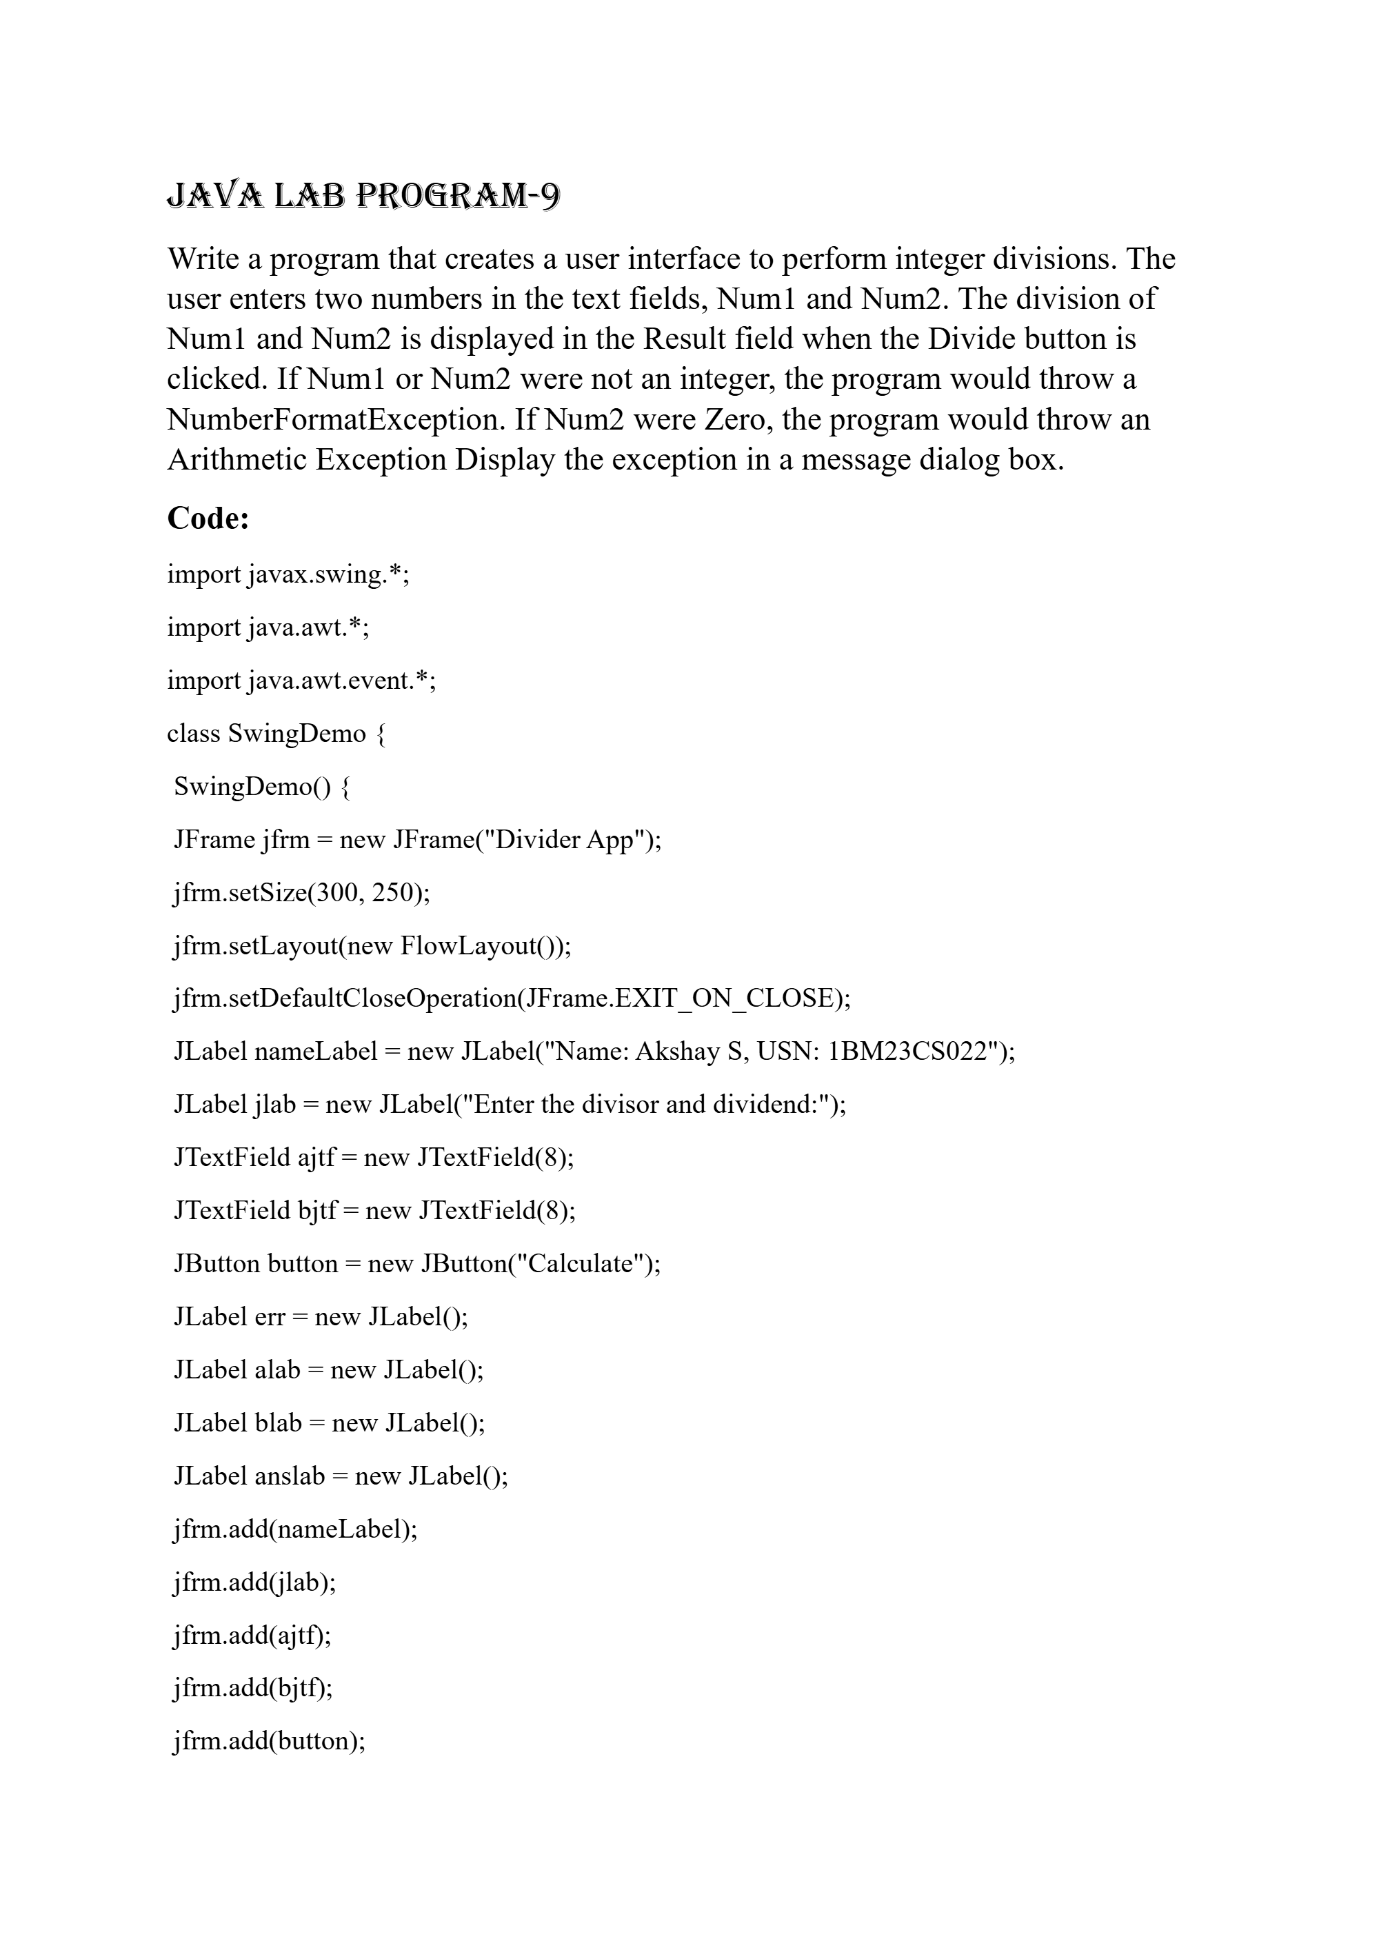 JAVA LAB PROGRAM-9
Write a program that creates a user interface to perform integer divisions. The
user enters two numbers in the text fields, Num1 and Num2. The division of
Num1 and Num2 is displayed in the Result field when the Divide button is
clicked. If Num1 or Num2 were not an integer, the program would throw a
NumberFormatException. If Num2 were Zero, the program would throw an
Arithmetic Exception Display the exception in a message dialog box.
Code:
import javax.swing.*;
import java.awt.*;
import java.awt.event.*;
class SwingDemo {
SwingDemo() {
JFrame jfrm = new JFrame("Divider App");
jfrm.setSize(300, 250);
jfrm.setLayout(new FlowLayout());
jfrm.setDefaultCloseOperation(JFrame.EXIT_ON_CLOSE);
JLabel nameLabel = new JLabel("Name: Akshay S, USN: 1BM23CS022");
JLabel jlab = new JLabel("Enter the divisor and dividend:");
JTextField ajtf = new JTextField(8);
JTextField bjtf = new JTextField(8);
JButton button = new JButton("Calculate");
JLabel err = new JLabel();
JLabel alab = new JLabel();
JLabel blab = new JLabel();
JLabel anslab = new JLabel();
jfrm.add(nameLabel);
jfrm.add(jlab);
jfrm.add(ajtf);
jfrm.add(bjtf);
jfrm.add(button);